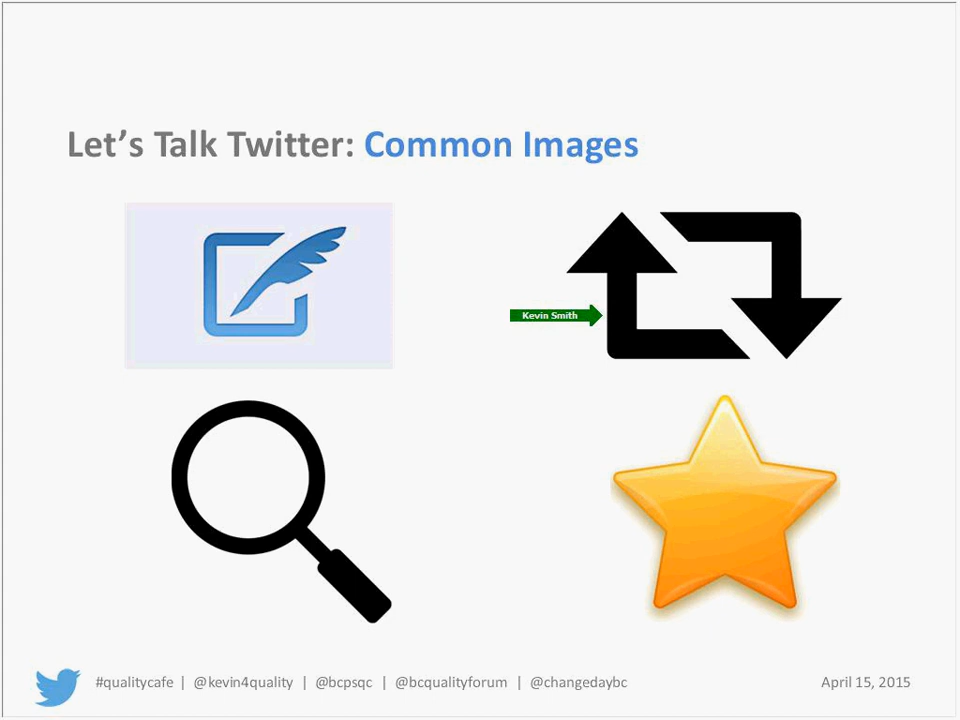 Let’s Talk Twitter: Common Images
Kevin Smith
#qualitycafe | @kevin4quality | @bcpsqc | @bcqualityforum | @changedaybc
April 15, 2015